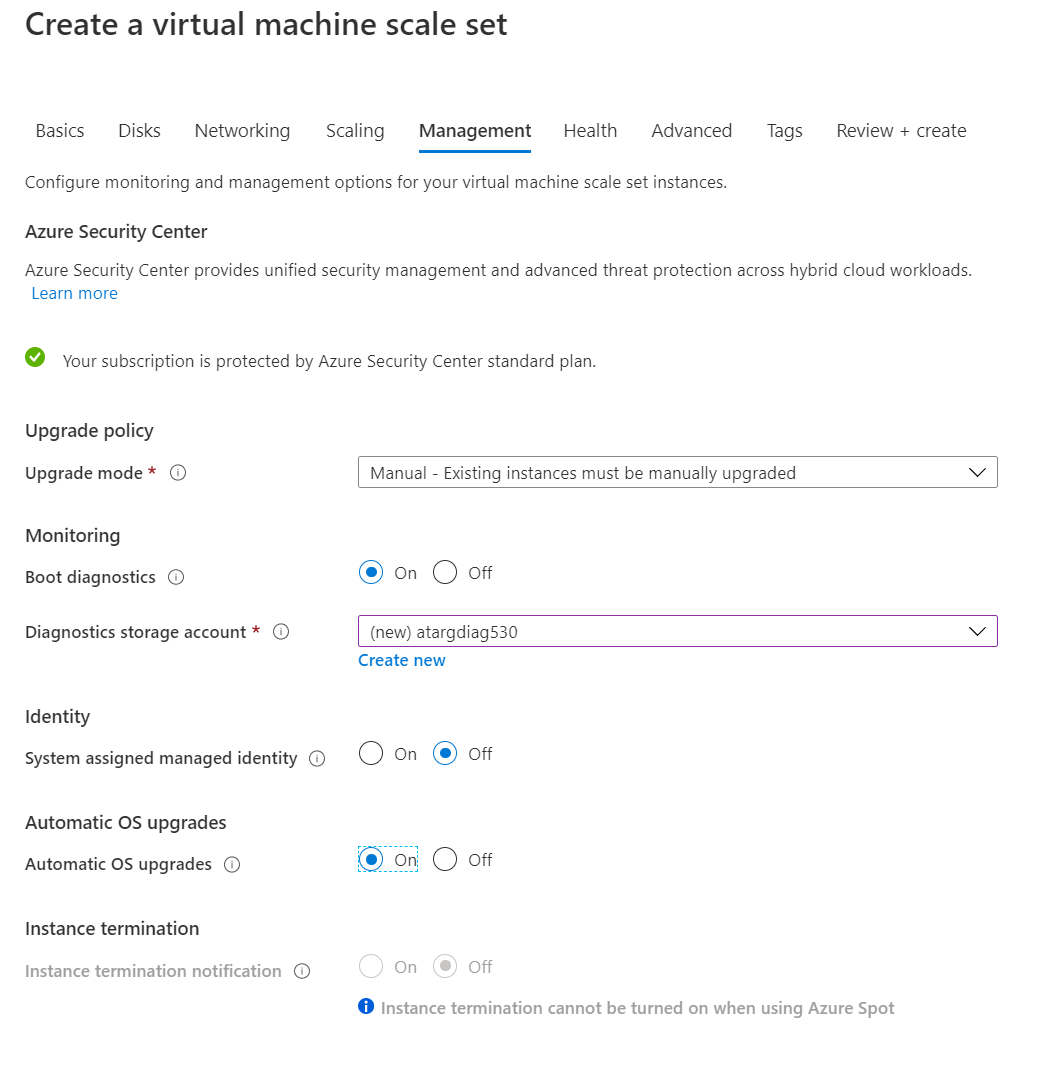 Create a virtual machine scale set
Basics Disks Networking Scaling Management Health Advanced Tags Review + create
Configure monitoring and management options for your virtual machine scale set instances.
Azure Security Center
Azure Security Center provides unified security management and advanced threat protection across hybrid cloud workloads.
Learn more
Your subscription is protected by Azure Security Center standard plan.
Upgrade policy
Upgrade mode * Manual - Existing instances must be manually upgraded
Monitoring
Boot diagnostics On Off
Diagnostics storage account * (new) atargdiag530
Create new
Identity
System assigned managed identity On Off
Automatic OS upgrades
Automatic OS upgrades On Off
Instance termination
Instance termination notification On Off
Instance termination cannot be turned on when using Azure Spot